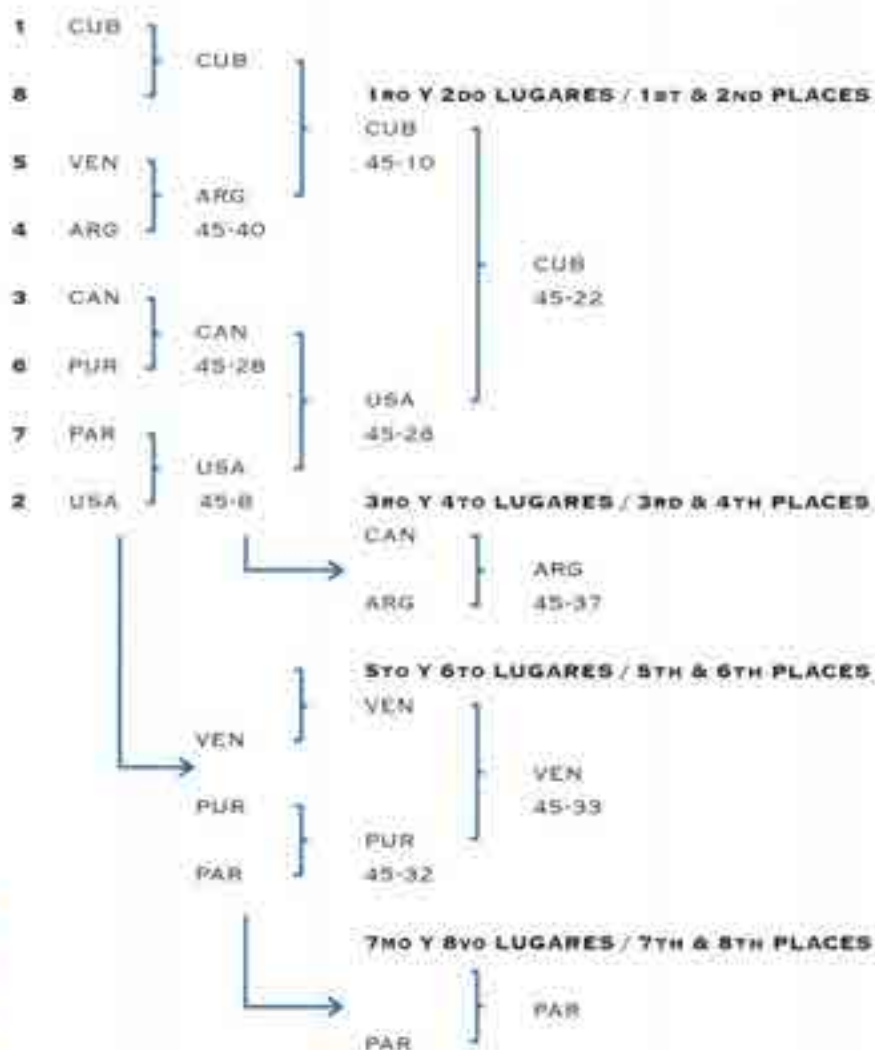 1 CUB
CUB
8
1RO Y 2DO LUGARES / 1ST & 2ND PLACES
CUB
45-10
5 VEN
ARG
4 ARG 45-40
CUB
45-22
3 CAN
CAN
6 PUR 45-28
USA
45-28
7 PAR
USA
2 USA 45-8
3RO Y 4TO LUGARES / 3RD & 4TH PLACES
CAN
ARG
ARG 45-37
5TO Y 6TO LUGARES / 5TH & 6TH PLACES
VEN
VEN
VEN
45-33
PUR
PUR
PAR 45-32
7MO Y 8VO LUGARES / 7TH & 8TH PLACES
PAR
PAR